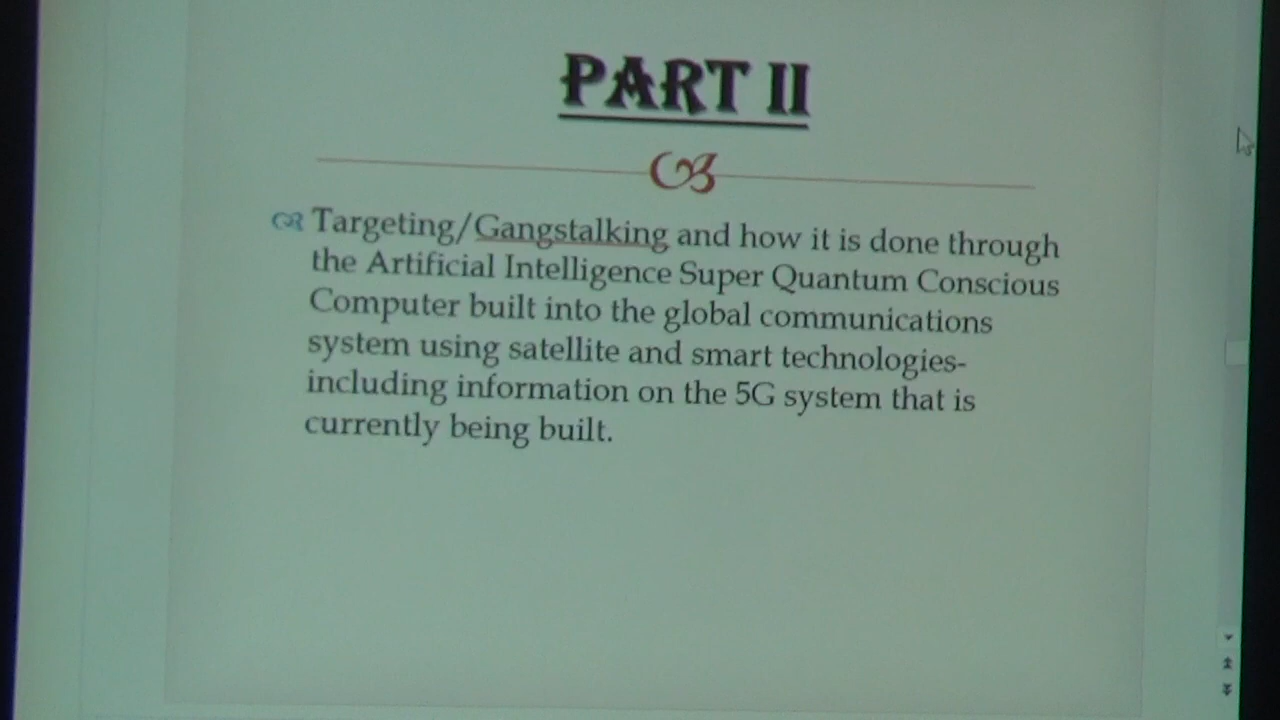 PART II
Targeting/Gangstalking and how it is done through
the Artificial Intelligence Super Quantum Conscious
Computer built into the global communications
system using satellite and smart technologies-
including information on the 5G system that is
currently being built.